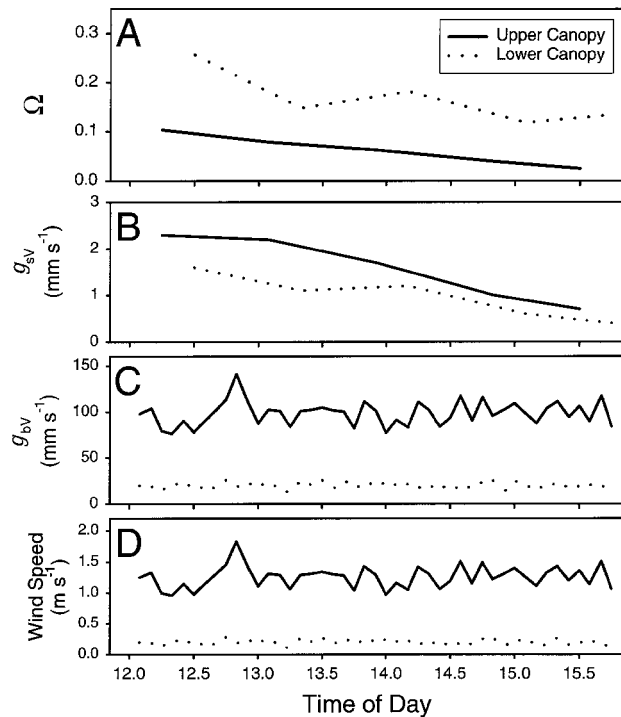 A
0.3
0.2
0.1
0.0
Ω
Upper Canopy
Lower Canopy
B
3
2
1
0
gsV
(mm s-1)
C
150
100
50
0
gbV
(mm s-1)
D
2.0
1.5
1.0
0.5
0.0
Wind Speed
(m s-1)
12.0 12.5 13.0 13.5 14.0 14.5 15.0 15.5
Time of Day